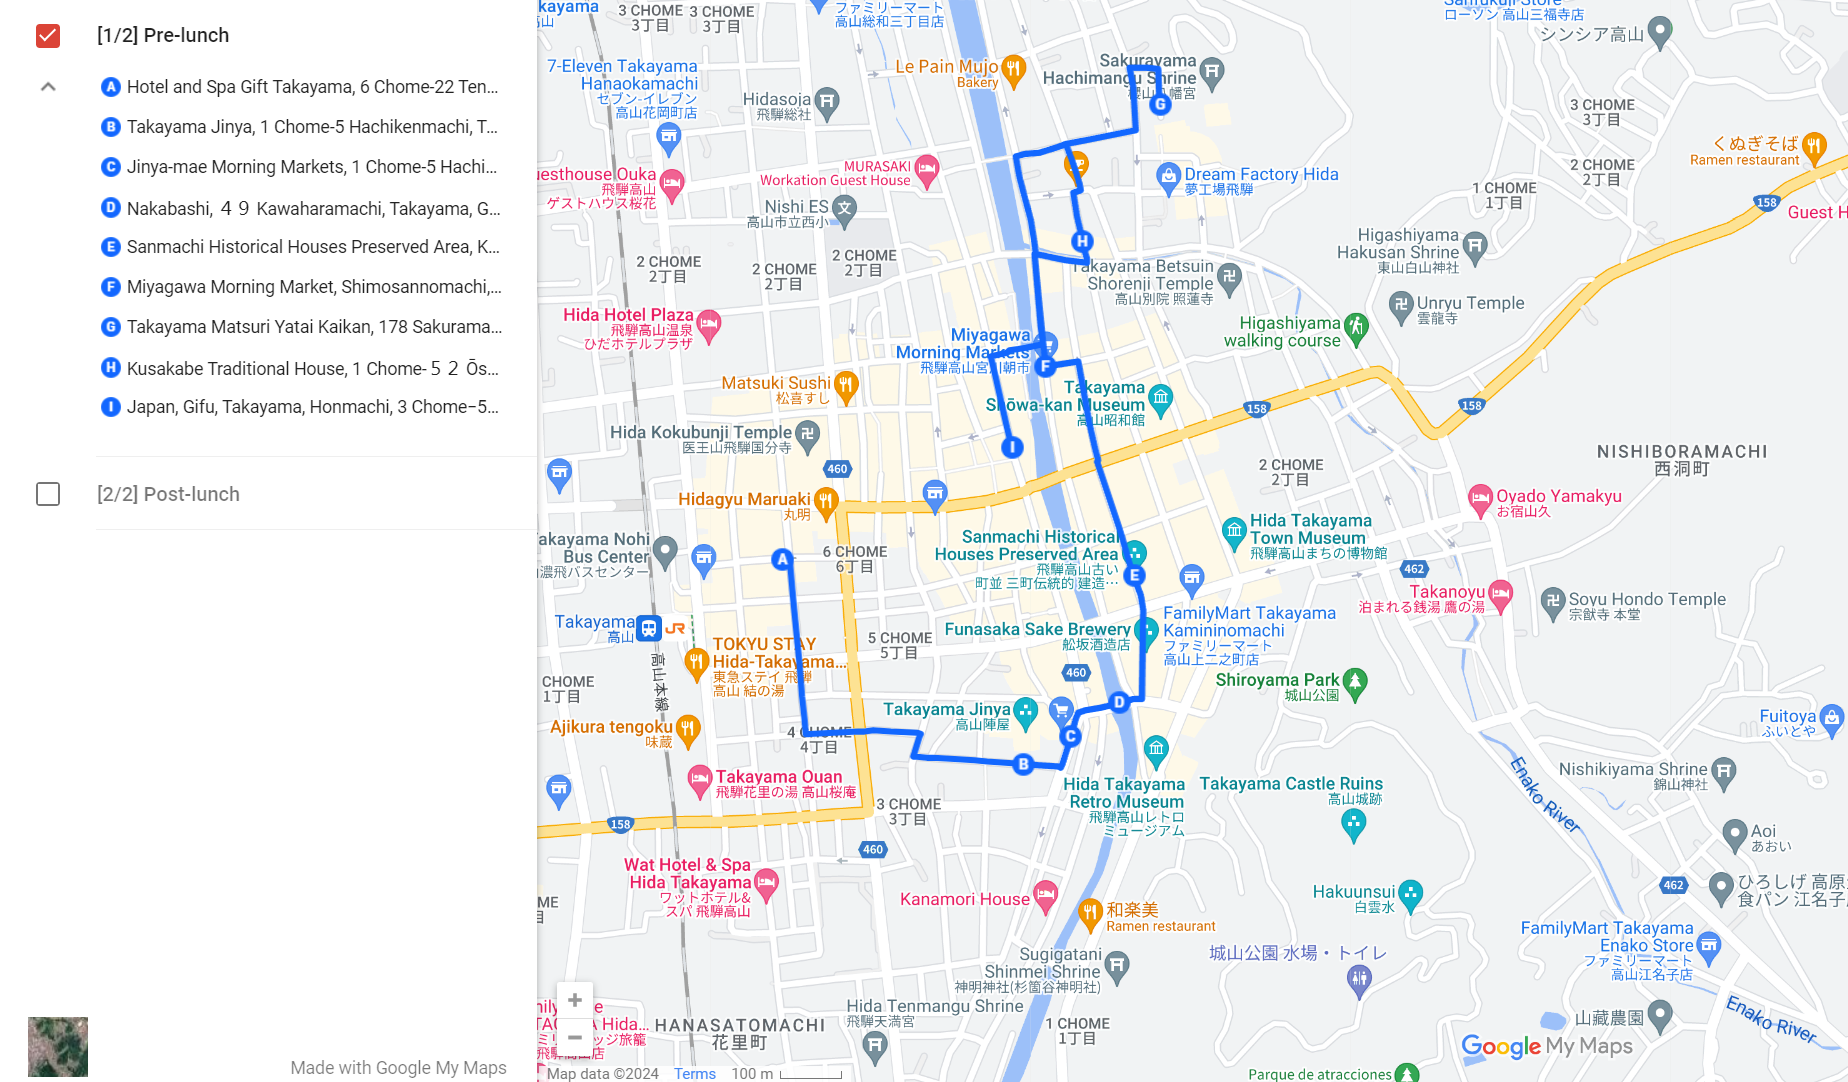 [1/2] Pre-lunch
A Hotel and Spa Gift Takayama, 6 Chome-22 Ten...
B Takayama Jinya, 1 Chome-5 Hachikenmachi, T...
C Jinya-mae Morning Markets, 1 Chome-5 Hachi...
D Nakabashi, ４９ Kawaharamachi, Takayama, G...
E Sanmachi Historical Houses Preserved Area, K...
F Miyagawa Morning Market, Shimosannomachi,...
G Takayama Matsuri Yatai Kaikan, 178 Sakurama...
H Kusakabe Traditional House, 1 Chome-５２ Ōs...
I Japan, Gifu, Takayama, Honmachi, 3 Chome−5...
[2/2] Post-lunch
Made with Google My Maps
kayama
高山
3 CHOME
3丁目
3 CHOME
3丁目
ファミリーマート
高山総和三丁目店
Sanfukuji Store
ローソン 高山三福寺店
シンシア高山
7-Eleven Takayama
Hanaokamachi
セブン-イレブン
高山花岡町店
Hidasoja
飛騨総社
Le Pain Mujo
Bakery
Sakurayama
Hachimangu Shrine
櫻山八幡宮
G
3 CHOME
3丁目
くぬぎそば
Ramen restaurant
2 CHOME
2丁目
1 CHOME
1丁目
158
Guest H
uesthouse Ouka
飛騨高山
ゲストハウス桜花
MURASAKI
Workation Guest House
Nishi ES
高山市立西小
Dream Factory Hida
夢工場飛騨
H
2 CHOME
2丁目
2 CHOME
2丁目
2 CHOME
2丁目
Takayama Betsuin
Shorenji Temple
高山別院 照蓮寺
Higashiyama
Hakusan Shrine
東山白山神社
Unryu Temple
雲龍寺
Higashiyama
walking course
Hida Hotel Plaza
飛騨高山温泉
ひだホテルプラザ
Miyagawa
Morning Markets
飛騨高山宮川朝市
F
Matsuki Sushi
松喜すし
Takayama
Shōwa-kan Museum
高山昭和館
158
158
Hida Kokubunji Temple
医王山飛騨国分寺
I
460
2 CHOME
2丁目
NISHIBORAMACHI
西洞町
Hidagyu Maruaki
丸明
Oyado Yamakyu
お宿山久
Takayama Nohi
Bus Center
濃飛バスセンター
A
6 CHOME
6丁目
Sanmachi Historical
Houses Preserved Area
飛騨高山古い
町並 三町伝統的 建造…
E
Hida Takayama
Town Museum
飛騨高山まちの博物館
462
Takanoyu
泊まれる銭湯 鷹の湯
Soyu Hondo Temple
宗猷寺 本堂
Takayama
高山
JR
高山本線
TOKYU STAY
Hida-Takayama...
東急ステイ 飛騨
高山 結の湯
5 CHOME
5丁目
Funasaka Sake Brewery
舩坂酒造店
FamilyMart Takayama
Kamininomachi
ファミリーマート
高山上二之町店
460
CHOME
1丁目
Shiroyama Park
城山公園
Takayama Jinya
高山陣屋
D
C
B
Ajikura tengoku
味蔵
4 CHOME
4丁目
Fuitoya
ふいとや
Takayama Ouan
飛騨花里の湯 高山桜庵
Hida Takayama
Retro Museum
飛騨高山レトロ
ミュージアム
Takayama Castle Ruins
高山城跡
Nishikiyama Shrine
錦山神社
Enako River
158
3 CHOME
3丁目
460
Aoi
あおい
Wat Hotel & Spa
Hida Takayama
ワットホテル&
スパ 飛騨高山
ME
目
Kanamori House
和楽美
Ramen restaurant
Hakuunsui
白雲水
462
ひろしげ 高原
食パン 江名子
FamilyMart Takayama
Enako Store
ファミリーマート
高山江名子店
城山公園 水場・トイレ
Sugigatani
Shinmei Shrine
神明神社(杉箇谷神明社)
Hida Tenmangu Shrine
飛騨天満宮
HANASATOMACHI
花里町
1 CHOME
1丁目
山蔵農園
Enako River
Google My Maps
Parque de atracciones
+
−
Map data ©2024 Terms 100 m